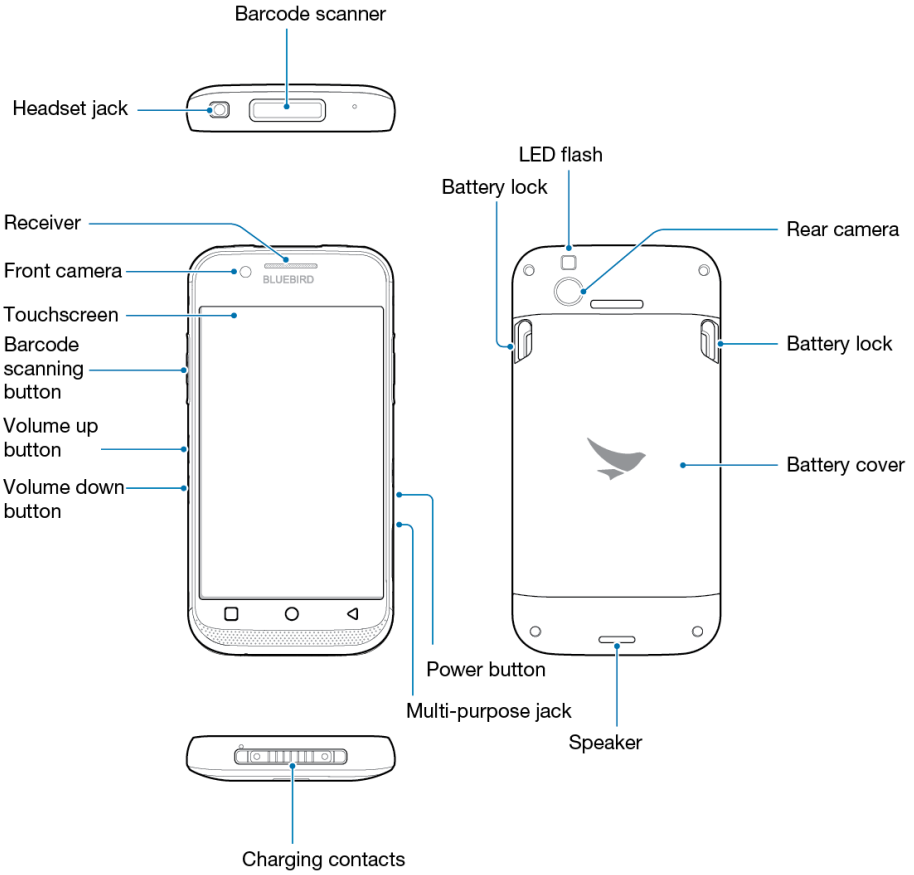 Barcode scanner
Headset jack
LED flash
Battery lock
Receiver
Rear camera
Front camera
BLUEBIRD
Touchscreen
Barcode
scanning
button
Battery lock
Volume up
button
Battery cover
Volume down
button
Power button
Multi-purpose jack
Speaker
Charging contacts